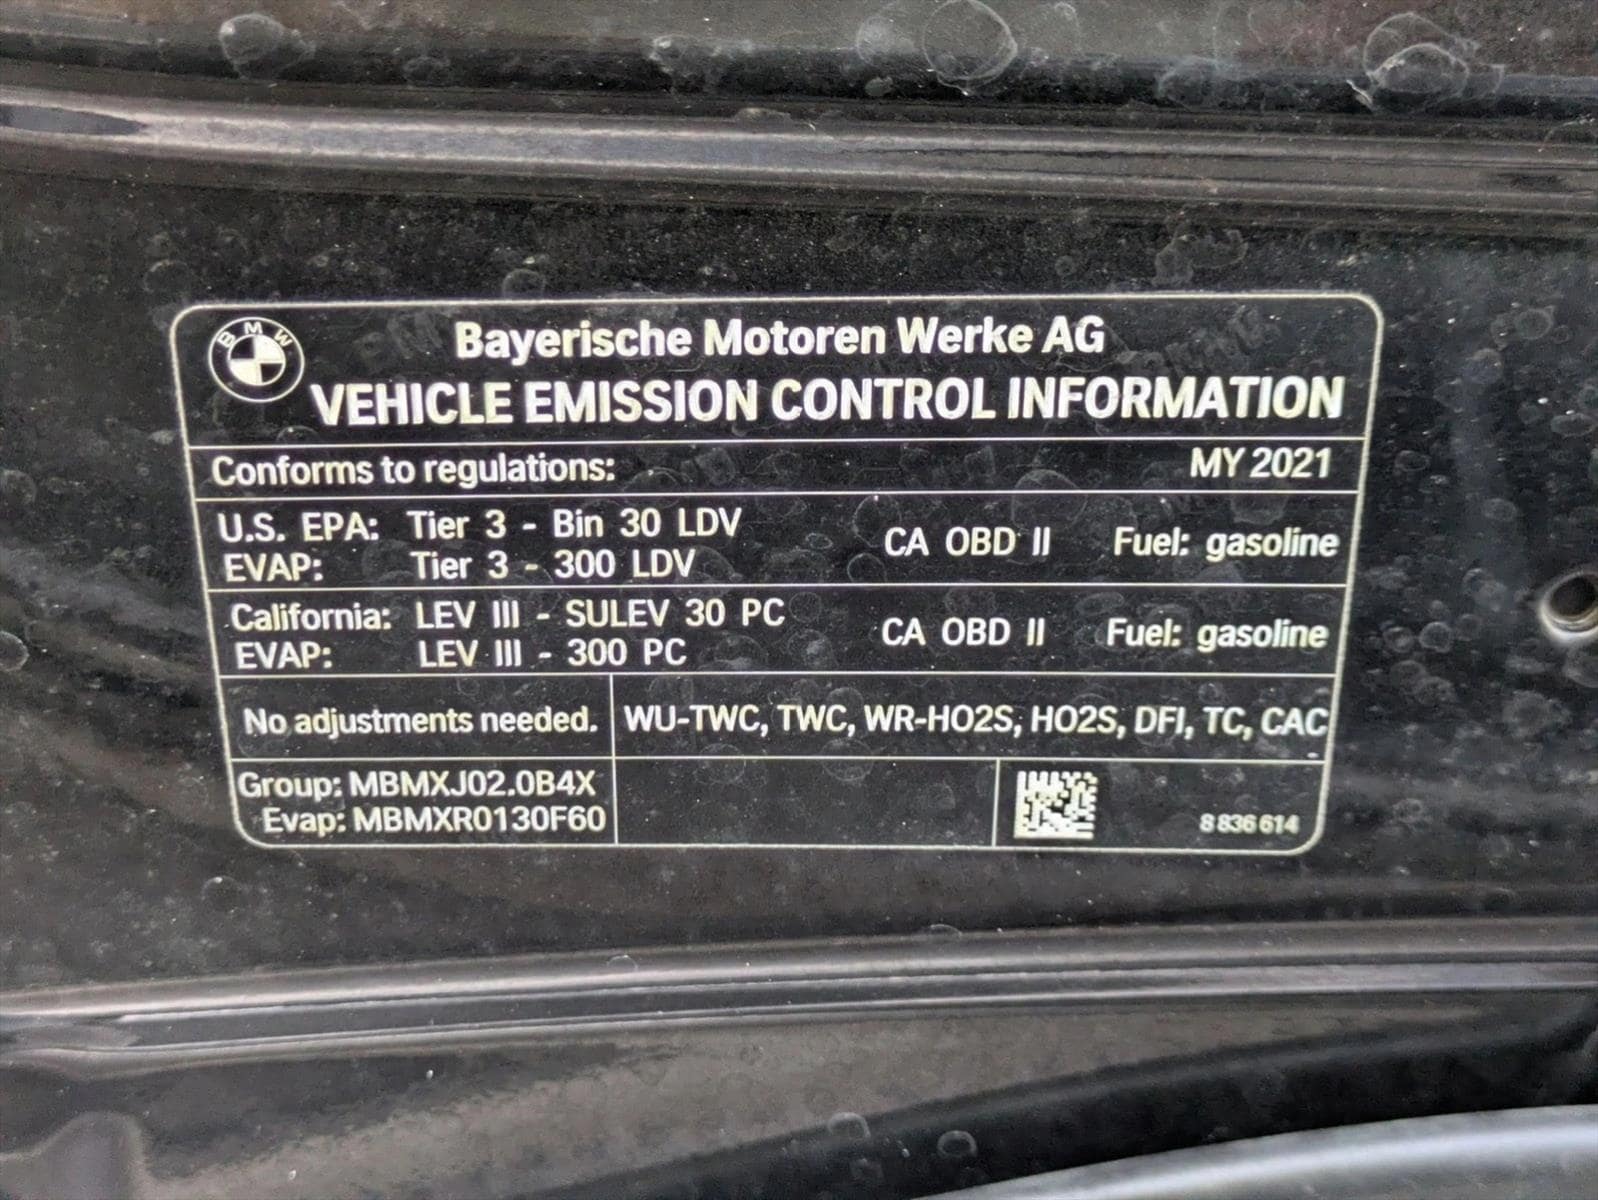 BMW
Bayerische Motoren Werke AG
VEHICLE EMISSION CONTROL INFORMATION
Conforms to regulations: MY 2021
U.S. EPA: Tier 3 - Bin 30 LDV CA OBD II Fuel: gasoline
EVAP: Tier 3 - 300 LDV
California: LEV III - SULEV 30 PC CA OBD II Fuel: gasoline
EVAP: LEV III - 300 PC
No adjustments needed. WU-TWC, TWC, WR-HO2S, HO2S, DFI, TC, CAC
Group: MBMXJ02.0B4X
Evap: MBMXR0130F60 8 836 614